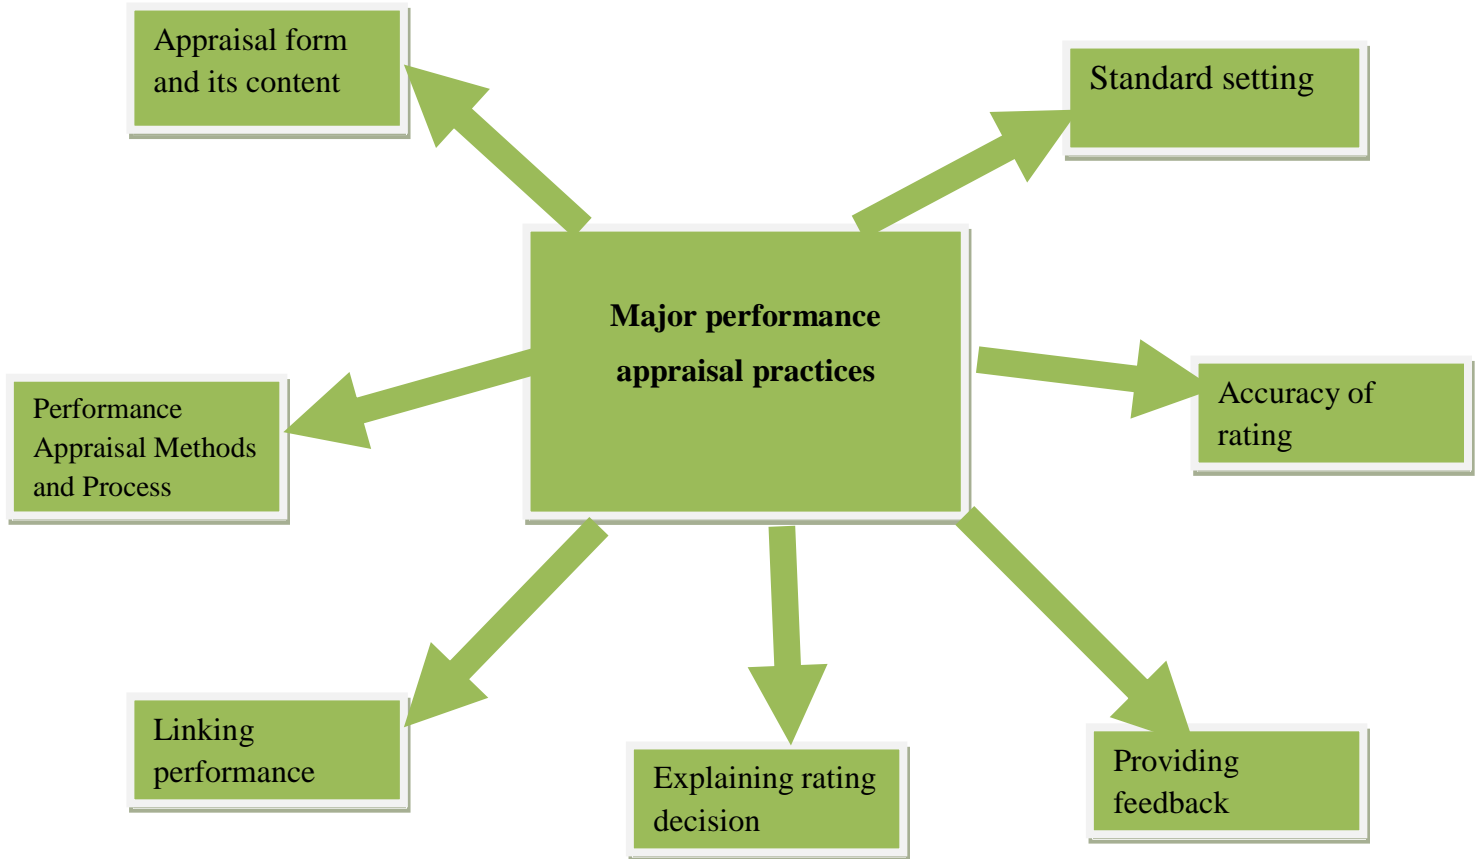 Appraisal form
and its content
Standard setting
Major performance
appraisal practices
Performance
Appraisal Methods
and Process
Accuracy of
rating
Linking
performance
Explaining rating
decision
Providing
feedback